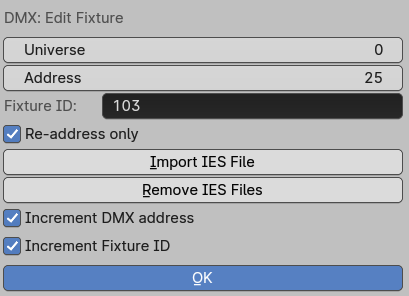 DMX: Edit Fixture
Universe 0
Address 25
Fixture ID: 103
Re-address only
Import IES File
Remove IES Files
Increment DMX address
Increment Fixture ID
OK